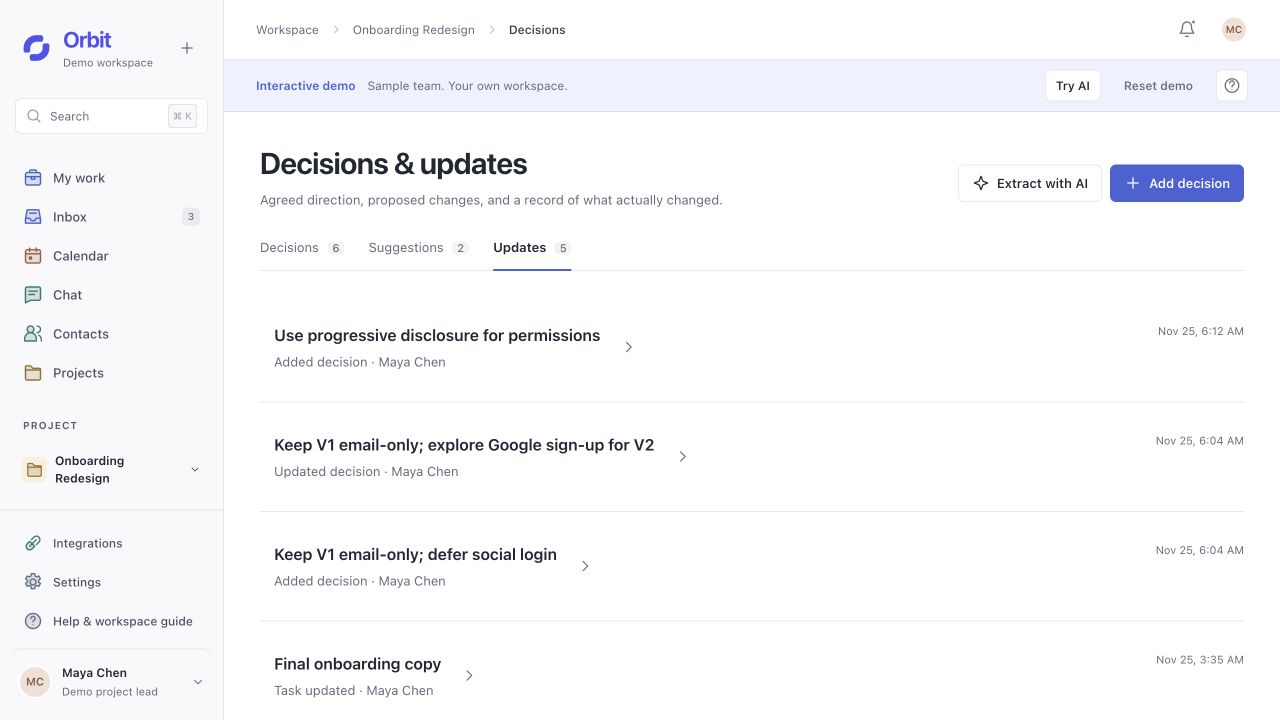 Orbit
Demo workspace
Search
⌘ K
My work
Inbox
3
Calendar
Chat
Contacts
Projects
PROJECT
Onboarding
Redesign
Integrations
Settings
Help & workspace guide
MC
Maya Chen
Demo project lead
Workspace
Onboarding Redesign
Decisions
MC
Interactive demo
Sample team. Your own workspace.
Try AI
Reset demo
Decisions & updates
Agreed direction, proposed changes, and a record of what actually changed.
Extract with AI
Add decision
Decisions 6
Suggestions 2
Updates 5
Use progressive disclosure for permissions
Added decision · Maya Chen
Nov 25, 6:12 AM
Keep V1 email-only; explore Google sign-up for V2
Updated decision · Maya Chen
Nov 25, 6:04 AM
Keep V1 email-only; defer social login
Added decision · Maya Chen
Nov 25, 6:04 AM
Final onboarding copy
Task updated · Maya Chen
Nov 25, 3:35 AM